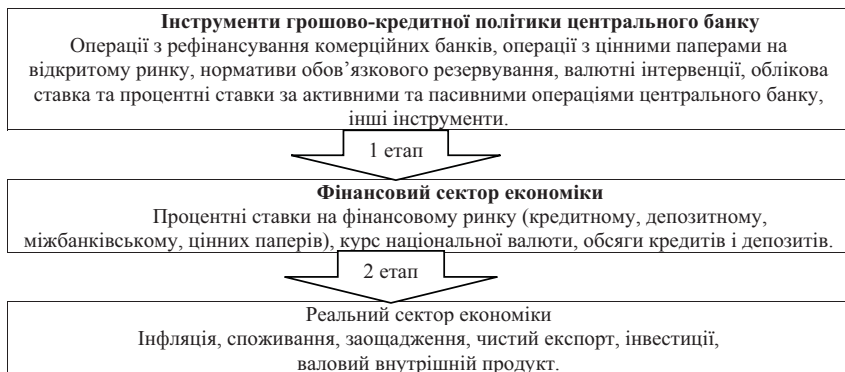 Інструменти грошово-кредитної політики центрального банку
Операції з рефінансування комерційних банків, операції з цінними паперами на
відкритому ринку, нормативи обов’язкового резервування, валютні інтервенції, облікова
ставка та процентні ставки за активними та пасивними операціями центрального банку,
інші інструменти.
1 етап
Фінансовий сектор економіки
Процентні ставки на фінансовому ринку (кредитному, депозитному,
міжбанківському, цінних паперів), курс національної валюти, обсяги кредитів і депозитів.
2 етап
Реальний сектор економіки
Інфляція, споживання, заощадження, чистий експорт, інвестиції,
валовий внутрішній продукт.